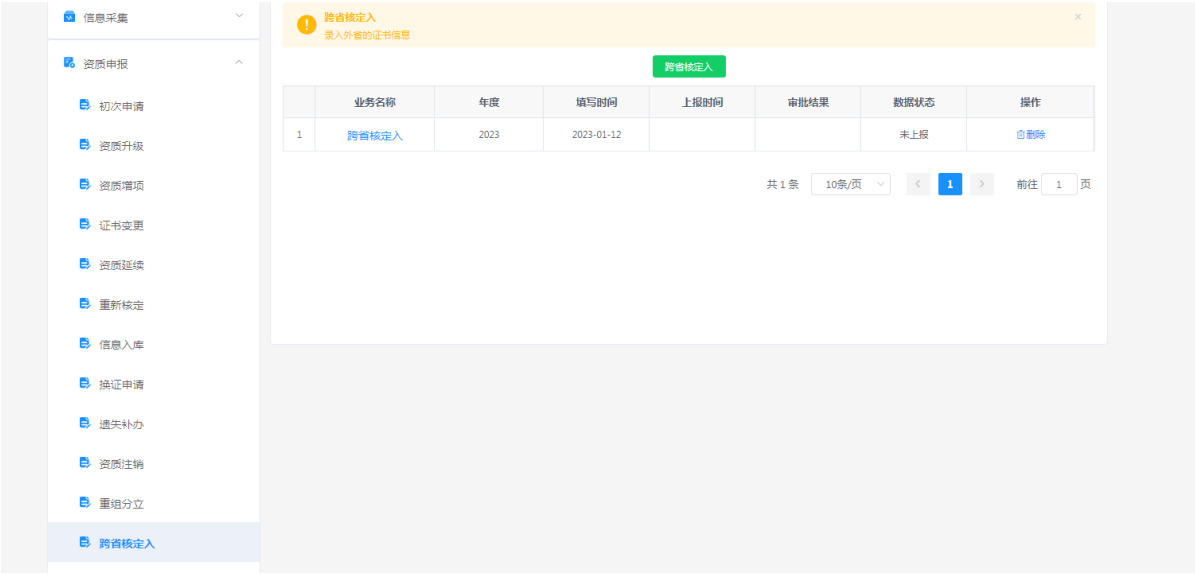 信息采集
资质申报
初次申请
资质升级
资质增项
证书变更
资质延续
重新核定
信息入库
换证申请
遗失补办
资质注销
重组分立
跨省核定入
跨省核定入
录入外省的证书信息
跨省核定入
业务名称 年度 填写时间 上报时间 审批结果 数据状态 操作
1 跨省核定入 2023 2023-01-12 未上报 删除
共 1 条 10条/页 < 1 > 前往 1 页